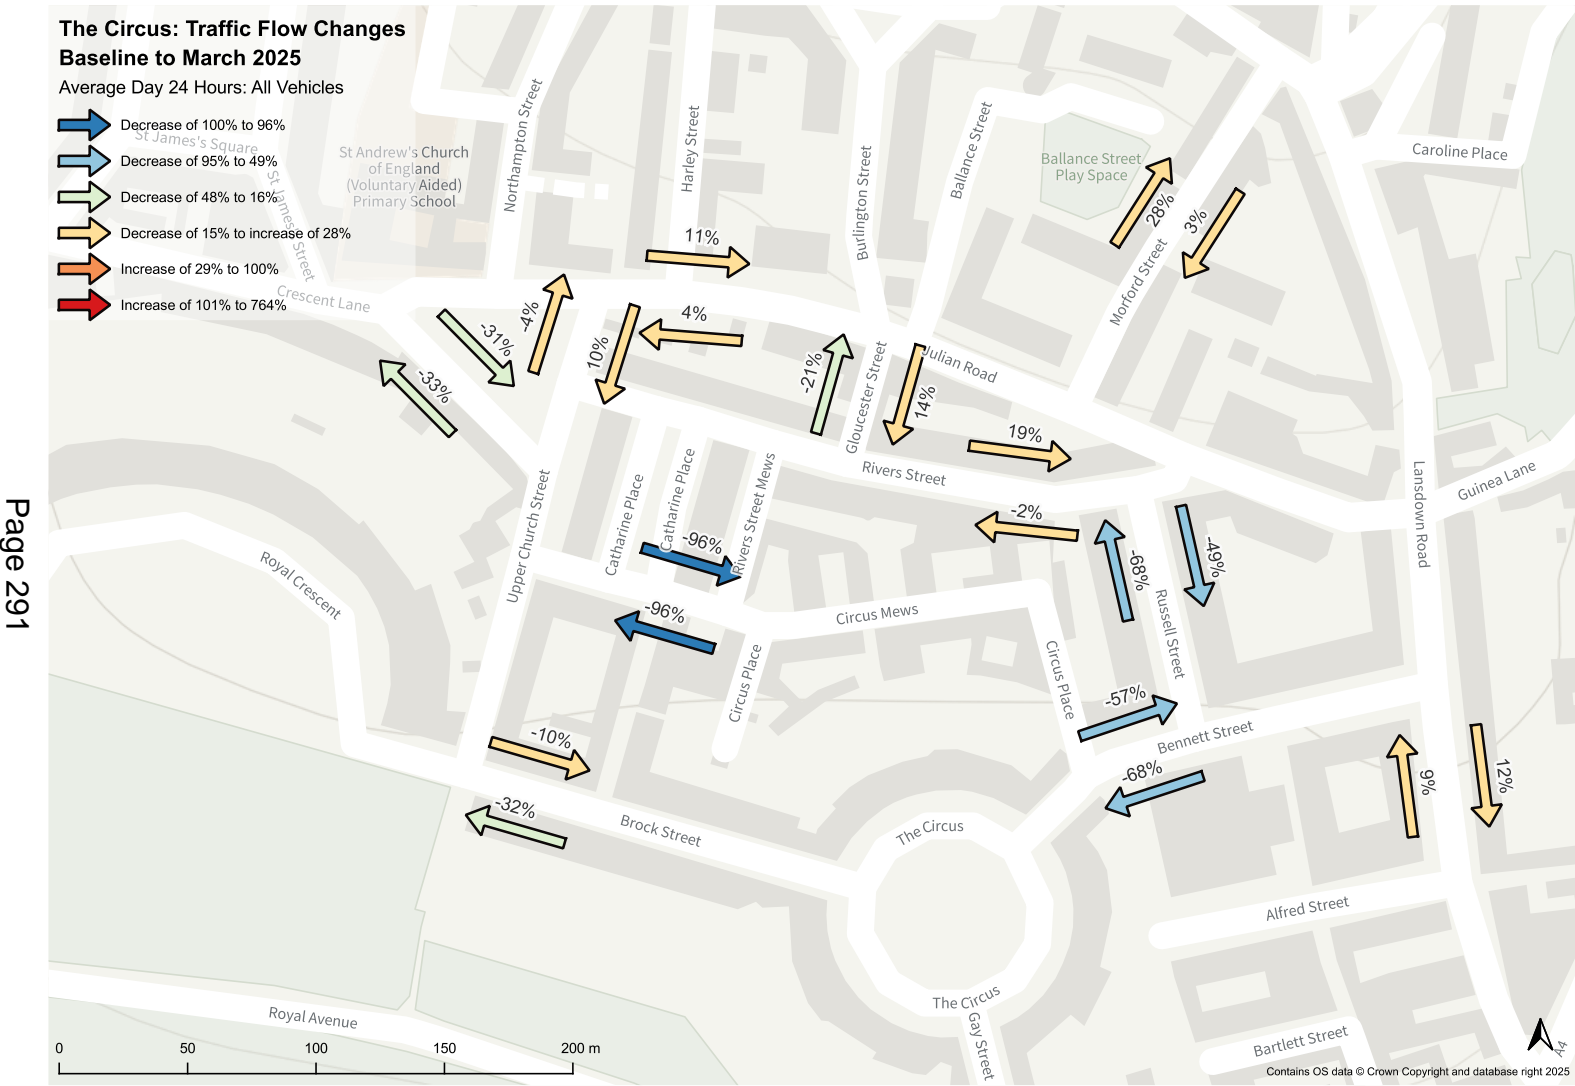 The Circus: Traffic Flow Changes
Baseline to March 2025
Average Day 24 Hours: All Vehicles
Decrease of 100% to 96%
Decrease of 95% to 49%
Decrease of 48% to 16%
Decrease of 15% to increase of 28%
Increase of 29% to 100%
Increase of 101% to 764%
St James's Square
St James's Street
St Andrew's Church
of England
(Voluntary Aided)
Primary School
Northampton Street
Harley Street
Burlington Street
Ballance Street
Ballance Street
Play Space
Caroline Place
28%
3%
Morford Street
11%
Crescent Lane
-31%
-4%
10%
4%
-33%
-21%
Gloucester Street
14%
Julian Road
19%
Rivers Street
-2%
Lansdown Road
Guinea Lane
Upper Church Street
Catharine Place
Catharine Place
Rivers Street Mews
-96%
-96%
Royal Crescent
Circus Mews
Circus Place
Circus Place
-68%
-49%
Russell Street
-57%
Bennett Street
-68%
9%
12%
-10%
-32%
Brock Street
The Circus
The Circus
Gay Street
Alfred Street
Bartlett Street
A4
Royal Avenue
0 50 100 150 200 m
Contains OS data © Crown Copyright and database right 2025
Page 291